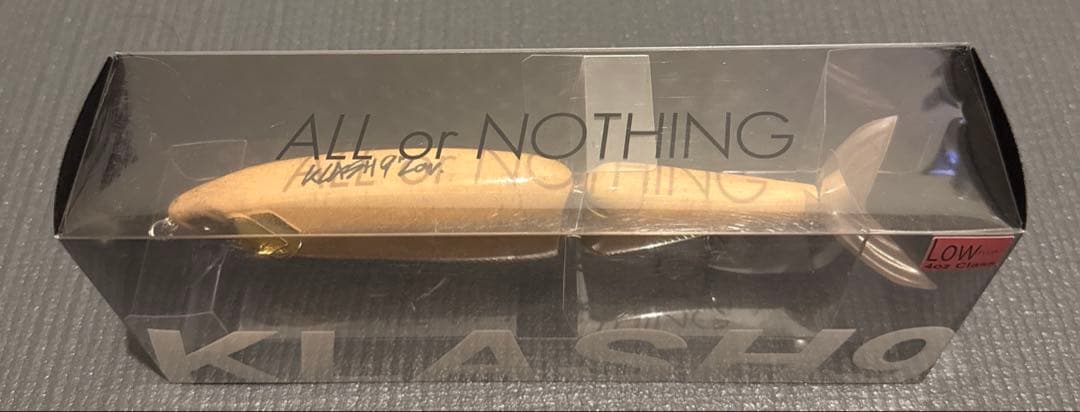 ALL or NOTHING
KLASH9 Low.
LOW
4oz Class
KLASH9